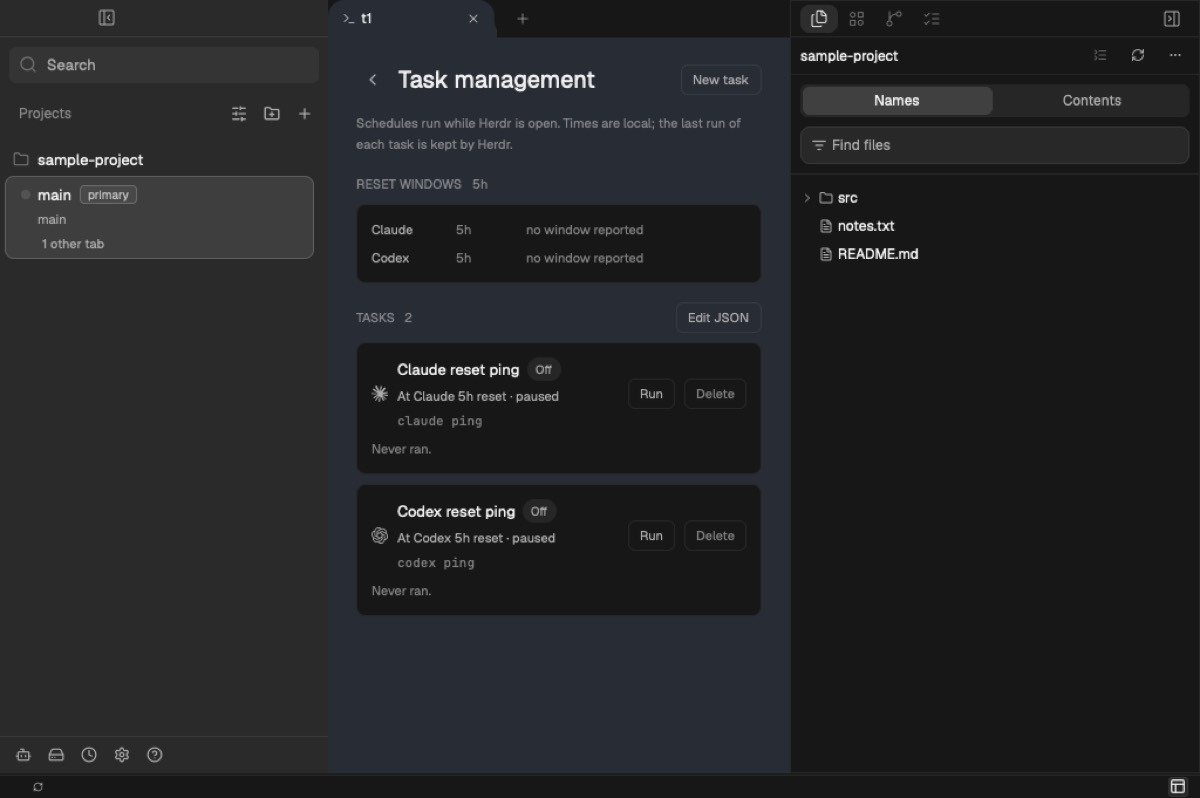 Search
Projects
sample-project
main primary
main
1 other tab
t1
Task management
New task
Schedules run while Herdr is open. Times are local; the last run of
each task is kept by Herdr.
RESET WINDOWS 5h
Claude 5h no window reported
Codex 5h no window reported
TASKS 2
Edit JSON
Claude reset ping Off
At Claude 5h reset · paused
claude ping
Never ran.
Run
Delete
Codex reset ping Off
At Codex 5h reset · paused
codex ping
Never ran.
Run
Delete
sample-project
Names
Contents
Find files
src
notes.txt
README.md